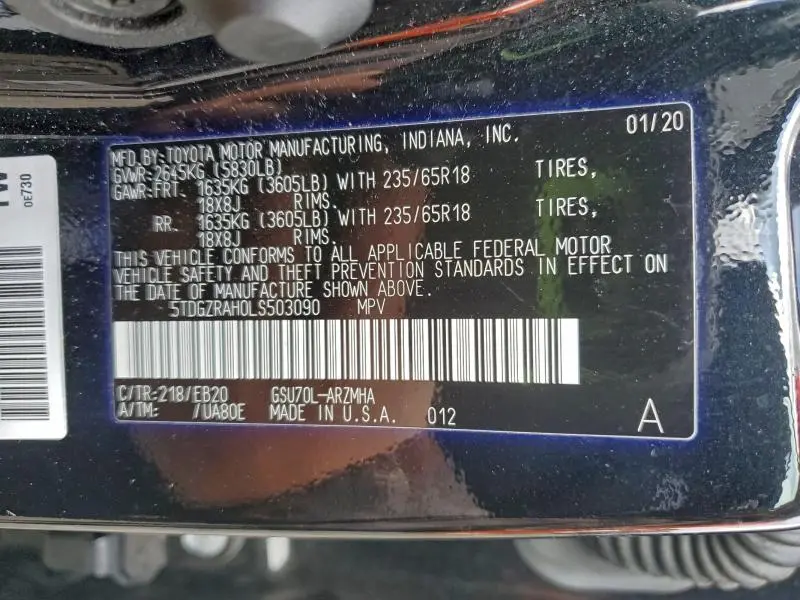 MFD.BY:TOYOTA MOTOR MANUFACTURING, INDIANA, INC. 01/20
GVWR:2645KG (5830LB)
GAWR:FRT. 1635KG (3605LB) WITH 235/65R18 TIRES,
18X8J RIMS.
RR. 1635KG (3605LB) WITH 235/65R18 TIRES,
18X8J RIMS.
THIS VEHICLE CONFORMS TO ALL APPLICABLE FEDERAL MOTOR
VEHICLE SAFETY AND THEFT PREVENTION STANDARDS IN EFFECT ON
THE DATE OF MANUFACTURE SHOWN ABOVE.
5TDGZRAH0LS503090 MPV
C/TR:218/EB20 GSU70L-ARZMHA
A/TM: /UA80E MADE IN U.S.A. 012 A
0E730